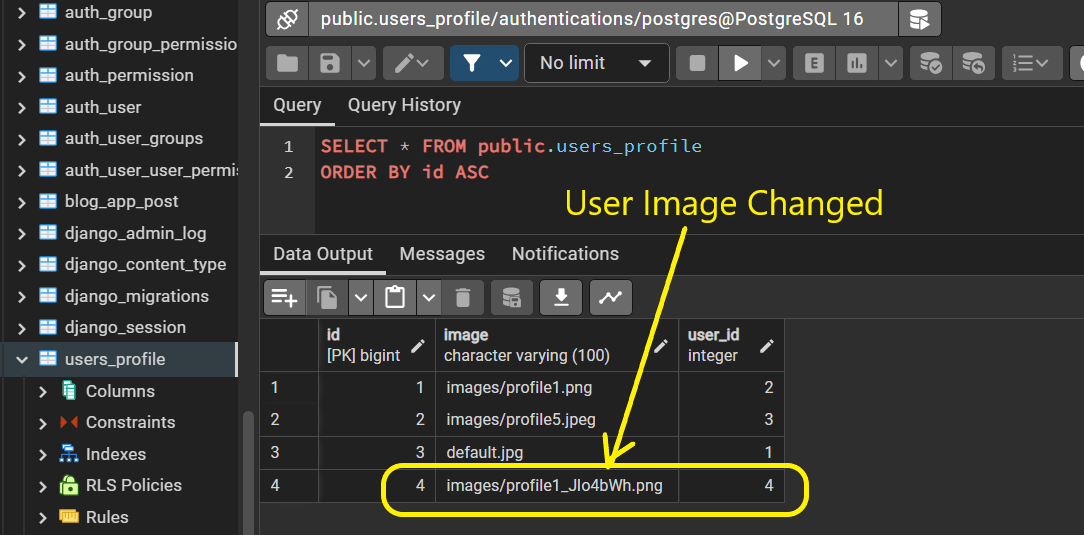 auth_group
auth_group_permissio
auth_permission
auth_user
auth_user_groups
auth_user_user_permis
blog_app_post
django_admin_log
django_content_type
django_migrations
django_session
users_profile
Columns
Constraints
Indexes
RLS Policies
Rules
public.users_profile/authentications/postgres@PostgreSQL 16
No limit
E
Query Query History
1 SELECT * FROM public.users_profile
2 ORDER BY id ASC
User Image Changed
Data Output Messages Notifications
id image user_id
[PK] bigint character varying (100) integer
1 1 images/profile1.png 2
2 2 images/profile5.jpeg 3
3 3 default.jpg 1
4 4 images/profile1_JIo4bWh.png 4